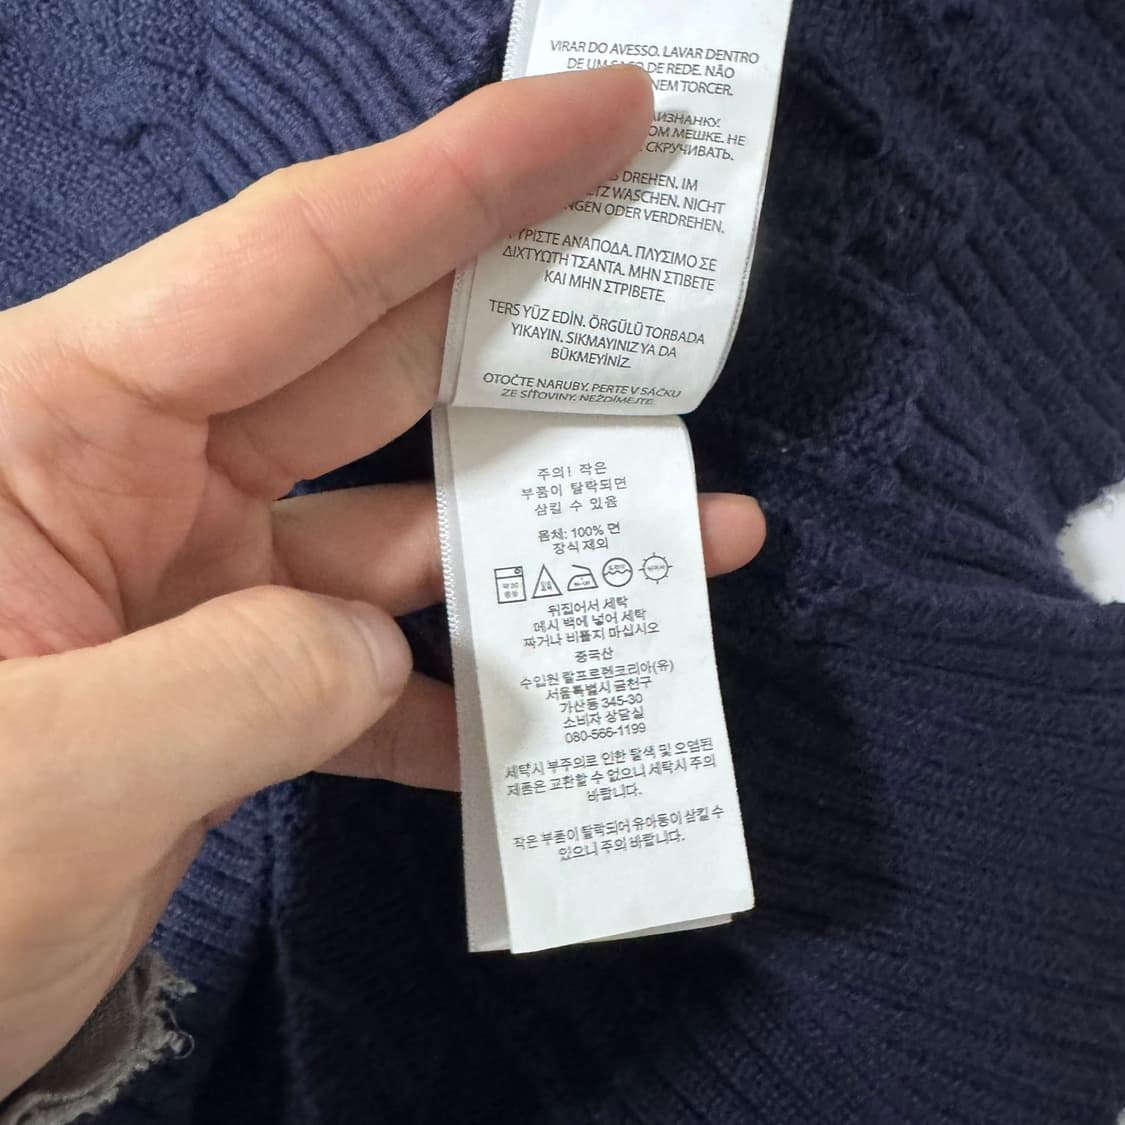 VIRAR DO AVESSO. LAVAR DENTRO
DE UM SACO DE REDE. NÃO
NEM TORCER.
МЕШКЕ. НЕ
СКРУЧИВАТЬ.
DREHEN. IM
WASCHEN. NICHT
ODER VERDREHEN.
ΑΝΑΠΟΔΑ. ΠΛΥΣΙΜΟ ΣΕ
ΔΙΧΤΥΩΤΗ ΤΣΑΝΤΑ. ΜΗΝ ΣΤΙΒΕΤΕ
ΚΑΙ ΜΗΝ ΣΤΡΙΒΕΤΕ.
TERS YÜZ EDİN. ÖRGÜLÜ TORBADA
YIKAYIN. SIKMAYINIZ YA DA
BÜKMEYİNİZ.
OTOČTE NARUBY. PERTE V SÁČKU
ZE SÍŤOVINY. NEŽDÍMEJTE
주의! 작은
부품이 탈락되면
삼킬 수 있음
몸체: 100% 면
장식 제외
뒤집어서 세탁
메시 백에 넣어 세탁
짜거나 비틀지 마십시오
중국산
수입원 랄프로렌코리아(유)
서울특별시 금천구
가산동 345-30
소비자 상담실
080-566-1199
세탁시 부주의로 인한 탈색 및 오염된
제품은 교환할 수 없으니 세탁시 주의
바랍니다.
작은 부품이 탈락되어 유아동이 삼킬 수
있으니 주의 바랍니다.